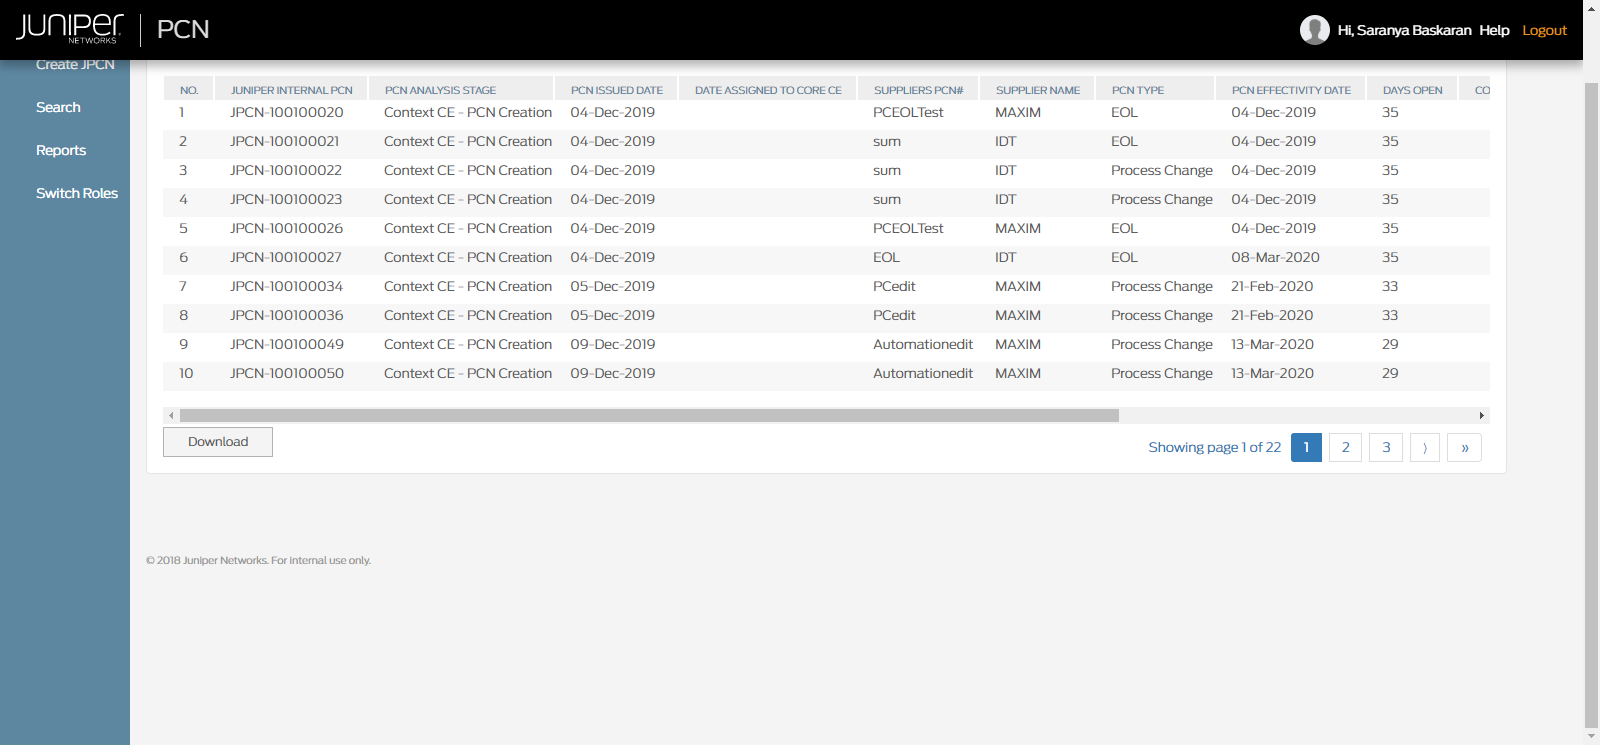 JUNIPER NETWORKS PCN Hi, Saranya Baskaran Help Logout
Create JPCN
Search
Reports
Switch Roles
NO. JUNIPER INTERNAL PCN PCN ANALYSIS STAGE PCN ISSUED DATE DATE ASSIGNED TO CORE CE SUPPLIERS PCN# SUPPLIER NAME PCN TYPE PCN EFFECTIVITY DATE DAYS OPEN CO
1 JPCN-100100020 Context CE - PCN Creation 04-Dec-2019 PCEOLTest MAXIM EOL 04-Dec-2019 35
2 JPCN-100100021 Context CE - PCN Creation 04-Dec-2019 sum IDT EOL 04-Dec-2019 35
3 JPCN-100100022 Context CE - PCN Creation 04-Dec-2019 sum IDT Process Change 04-Dec-2019 35
4 JPCN-100100023 Context CE - PCN Creation 04-Dec-2019 sum IDT Process Change 04-Dec-2019 35
5 JPCN-100100026 Context CE - PCN Creation 04-Dec-2019 PCEOLTest MAXIM EOL 04-Dec-2019 35
6 JPCN-100100027 Context CE - PCN Creation 04-Dec-2019 EOL IDT EOL 08-Mar-2020 35
7 JPCN-100100034 Context CE - PCN Creation 05-Dec-2019 PCedit MAXIM Process Change 21-Feb-2020 33
8 JPCN-100100036 Context CE - PCN Creation 05-Dec-2019 PCedit MAXIM Process Change 21-Feb-2020 33
9 JPCN-100100049 Context CE - PCN Creation 09-Dec-2019 Automationedit MAXIM Process Change 13-Mar-2020 29
10 JPCN-100100050 Context CE - PCN Creation 09-Dec-2019 Automationedit MAXIM Process Change 13-Mar-2020 29
Download
Showing page 1 of 22 1 2 3 〉 »
© 2018 Juniper Networks. For internal use only.